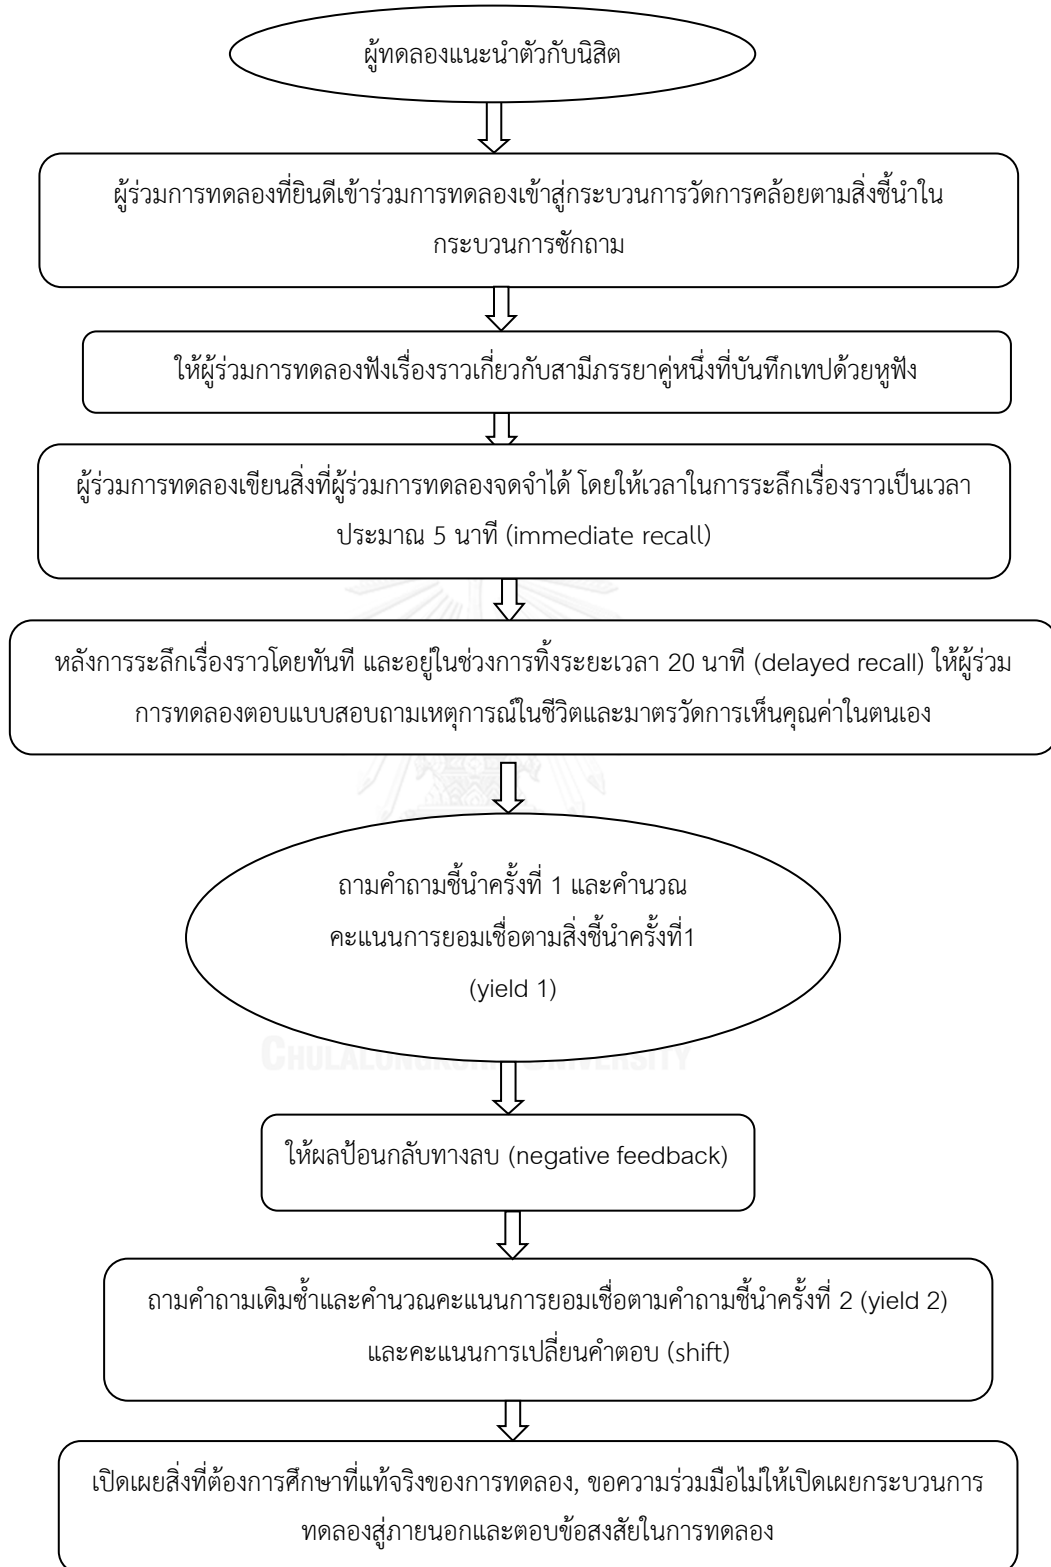 ผู้ทดลองแนะนำตัวกับนิสิต
ผู้ร่วมการทดลองที่ยินดีเข้าร่วมการทดลองเข้าสู่กระบวนการวัดการคล้อยตามสิ่งชี้นำใน
กระบวนการซักถาม
ให้ผู้ร่วมการทดลองฟังเรื่องราวเกี่ยวกับสามีภรรยาคู่หนึ่งที่บันทึกเทปด้วยหูฟัง
ผู้ร่วมการทดลองเขียนสิ่งที่ผู้ร่วมการทดลองจดจำได้ โดยให้เวลาในการระลึกเรื่องราวเป็นเวลา
ประมาณ 5 นาที (immediate recall)
หลังการระลึกเรื่องราวโดยทันที และอยู่ในช่วงการทิ้งระยะเวลา 20 นาที (delayed recall) ให้ผู้ร่วม
การทดลองตอบแบบสอบถามเหตุการณ์ในชีวิตและมาตรวัดการเห็นคุณค่าในตนเอง
ถามคำถามชี้นำครั้งที่ 1 และคำนวณ
คะแนนการยอมเชื่อตามสิ่งชี้นำครั้งที่1
(yield 1)
CHULALONGKORN UNIVERSITY
ให้ผลป้อนกลับทางลบ (negative feedback)
ถามคำถามเดิมซ้ำและคำนวณคะแนนการยอมเชื่อตามคำถามชี้นำครั้งที่ 2 (yield 2)
และคะแนนการเปลี่ยนคำตอบ (shift)
เปิดเผยสิ่งที่ต้องการศึกษาที่แท้จริงของการทดลอง, ขอความร่วมมือไม่ให้เปิดเผยกระบวนการ
ทดลองสู่ภายนอกและตอบข้อสงสัยในการทดลอง